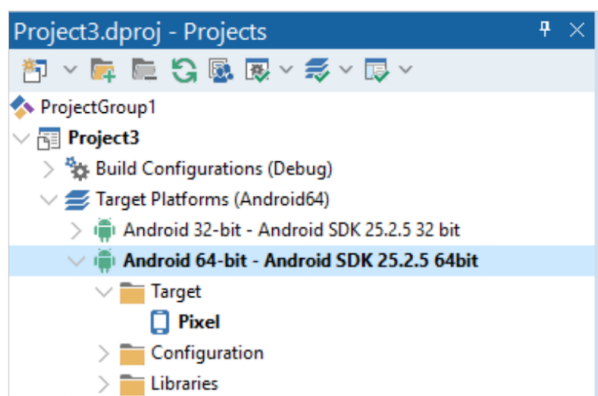 Project3.dproj - Projects
ProjectGroup1
Project3
Build Configurations (Debug)
Target Platforms (Android64)
Android 32-bit - Android SDK 25.2.5 32 bit
Android 64-bit - Android SDK 25.2.5 64bit
Target
Pixel
Configuration
Libraries